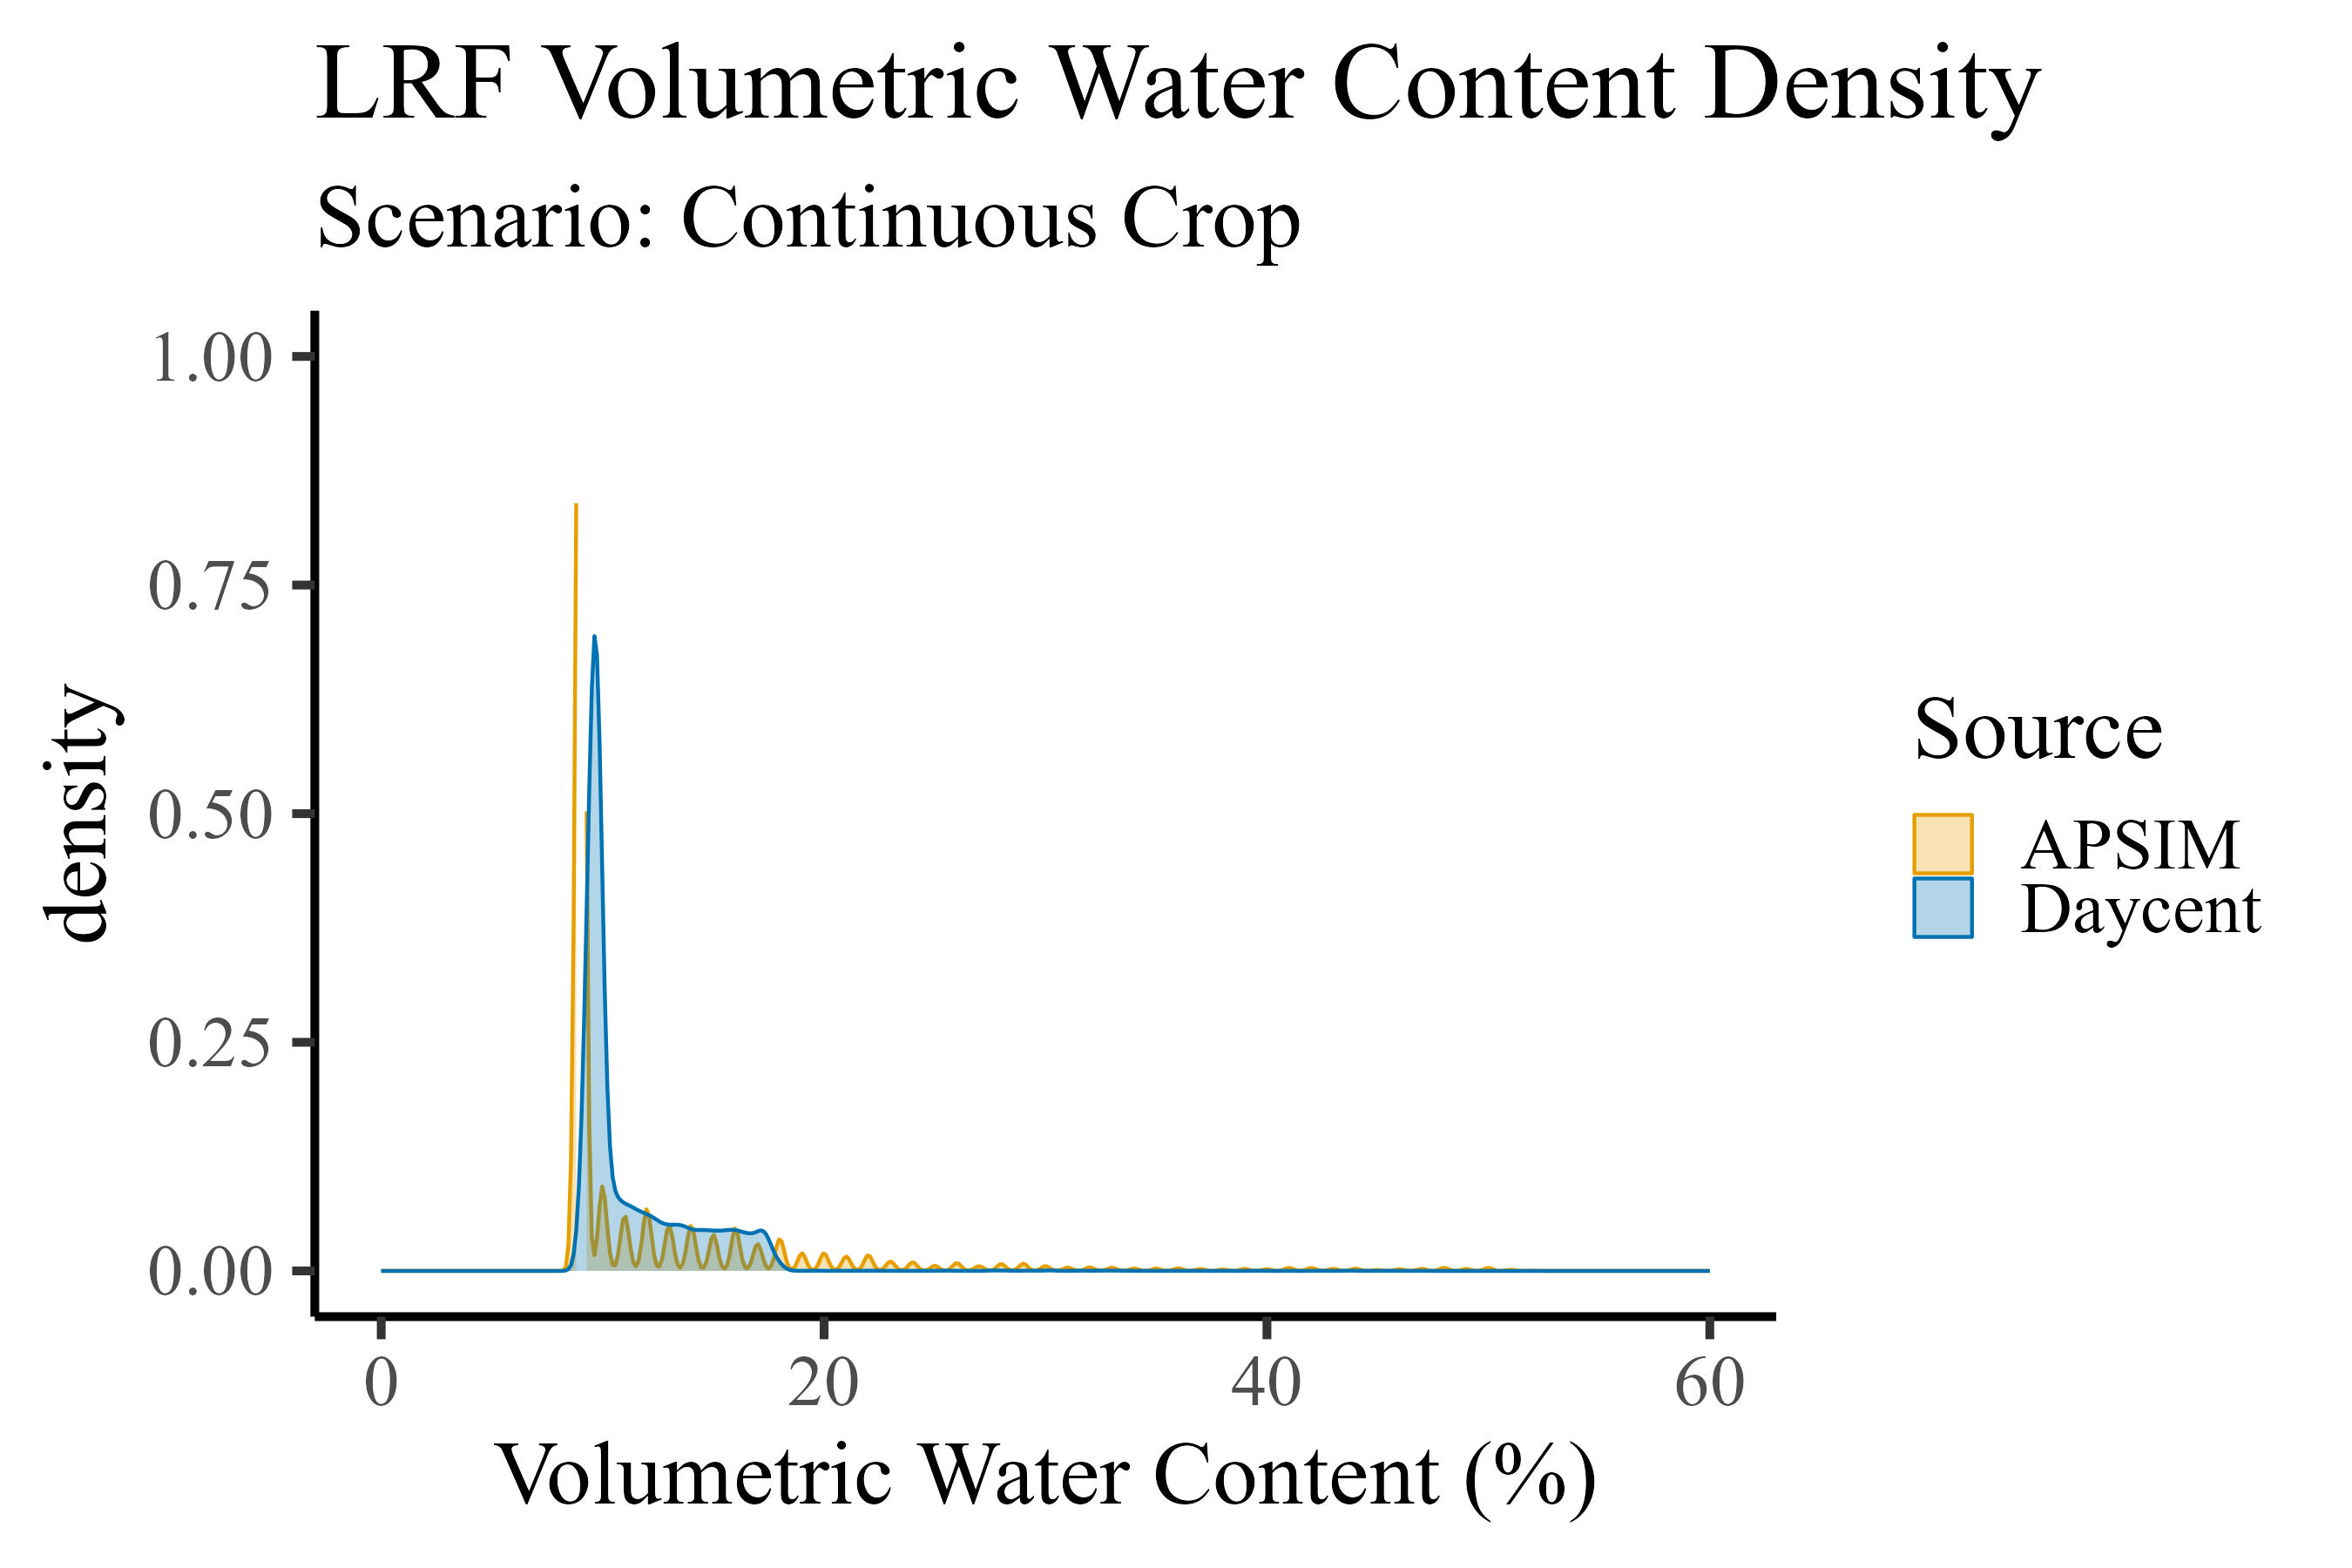 LRF Volumetric Water Content Density
Scenario: Continuous Crop
1.00
0.75
0.50
0.25
0.00
density
0 20 40 60
Volumetric Water Content (%)
Source
APSIM
Daycent